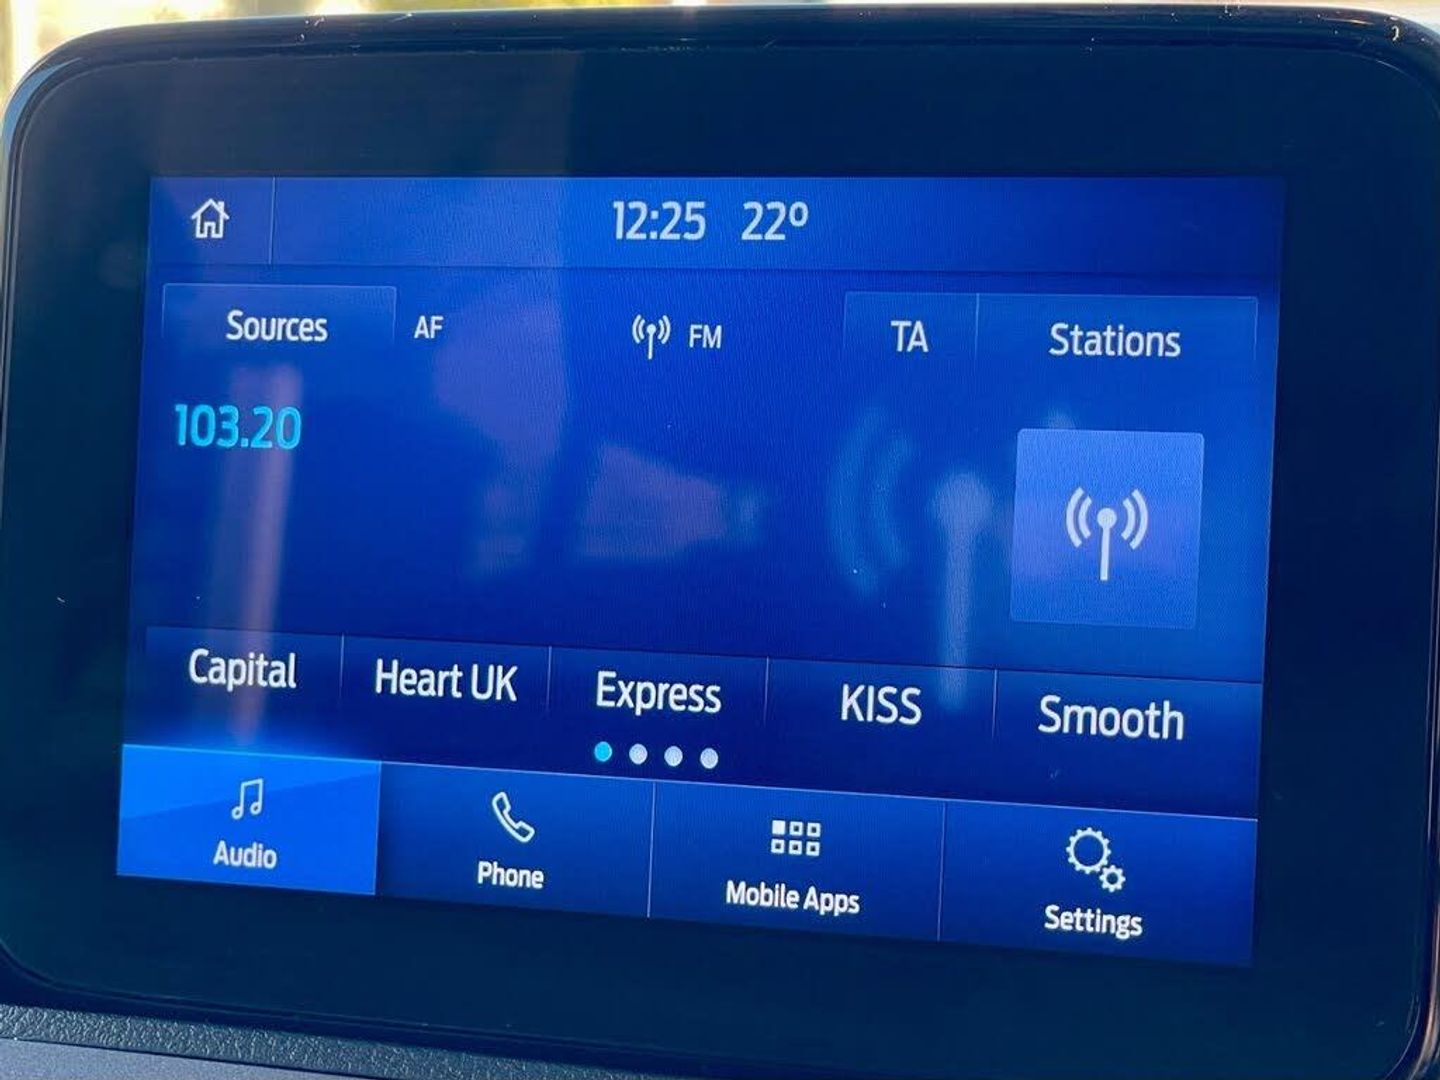 12:25 22º
Sources AF FM TA Stations
103.20
Capital Heart UK Express KISS Smooth
Audio Phone Mobile Apps Settings